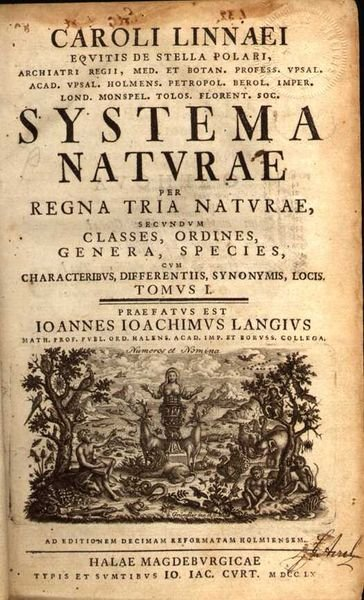 CAROLI LINNAEI
EQVITIS DE STELLA POLARI,
ARCHIATRI REGII, MED. ET BOTAN. PROFESS. VPSAL.
ACAD. VPSAL. HOLMENS. PETROPOL. BEROL. IMPER.
LOND. MONSPEL. TOLOS. FLORENT. SOC.
SYSTEMA
NATVRAE
PER
REGNA TRIA NATVRAE,
SECVNDVM
CLASSES, ORDINES,
GENERA, SPECIES,
CVM
CHARACTERIBVS, DIFFERENTIIS, SYNONYMIS, LOCIS.
TOMVS I.
PRAEFATVS EST
IOANNES IOACHIMVS LANGIVS
MATH. PROF. PVBL. ORD. HALENS. ACAD. IMP. ET BORVSS. COLLEGA.
Numeros et Nomina
AD EDITIONEM DECIMAM REFORMATAM HOLMIENSEM.
HALAE MAGDEBVRGICAE
TYPIS ET SVMTIBVS IO. IAC. CVRT. MDCCLX